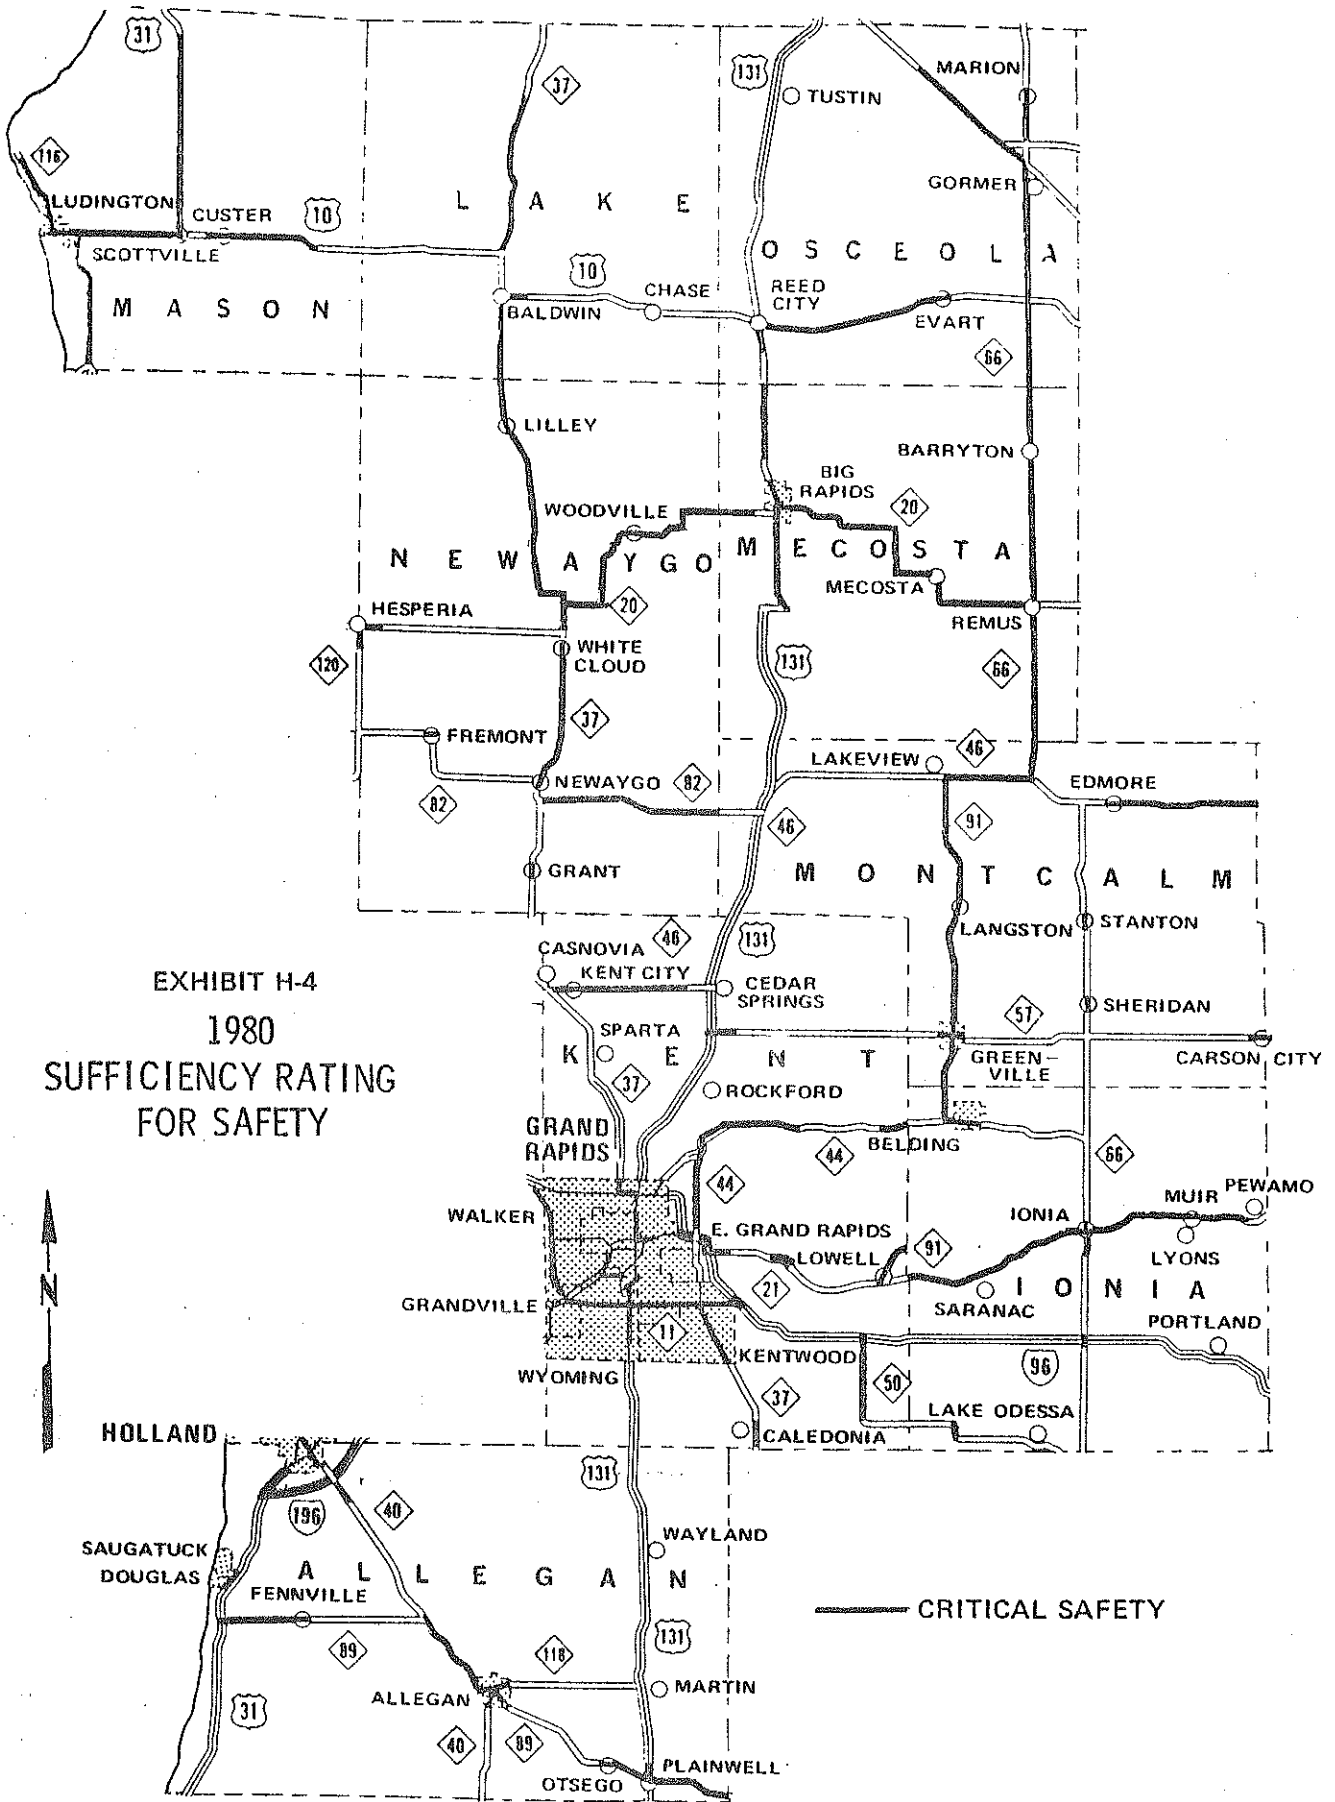 31
37
131
MARION
TUSTIN
116
GORMER
LUDINGTON
CUSTER
10
LAKE
SCOTTVILLE
OSCEOLA
10
CHASE
REED
CITY
MASON
BALDWIN
EVART
66
LILLEY
BARRYTON
BIG
RAPIDS
20
WOODVILLE
NEWAYGO
MECOSTA
MECOSTA
HESPERIA
20
REMUS
WHITE
CLOUD
120
131
66
37
FREMONT
LAKEVIEW
46
NEWAYGO
82
EDMORE
82
46
91
GRANT
MONTCALM
LANGSTON
STANTON
46
131
CASNOVIA
KENT CITY
CEDAR
SPRINGS
EXHIBIT H-4
1980
SUFFICIENCY RATING
FOR SAFETY
SHERIDAN
SPARTA
57
KENT
GREEN-
VILLE
CARSON CITY
37
ROCKFORD
GRAND
RAPIDS
BELDING
44
66
44
MUIR
PEWAMO
WALKER
E. GRAND RAPIDS
IONIA
LOWELL
91
LYONS
N
21
SARANAC
IONIA
GRANDVILLE
11
PORTLAND
KENTWOOD
WYOMING
96
37
50
LAKE ODESSA
HOLLAND
CALEDONIA
131
196
40
WAYLAND
SAUGATUCK
DOUGLAS
ALLEGAN
FENNVILLE
CRITICAL SAFETY
89
118
131
ALLEGAN
MARTIN
31
40
89
PLAINWELL
OTSEGO